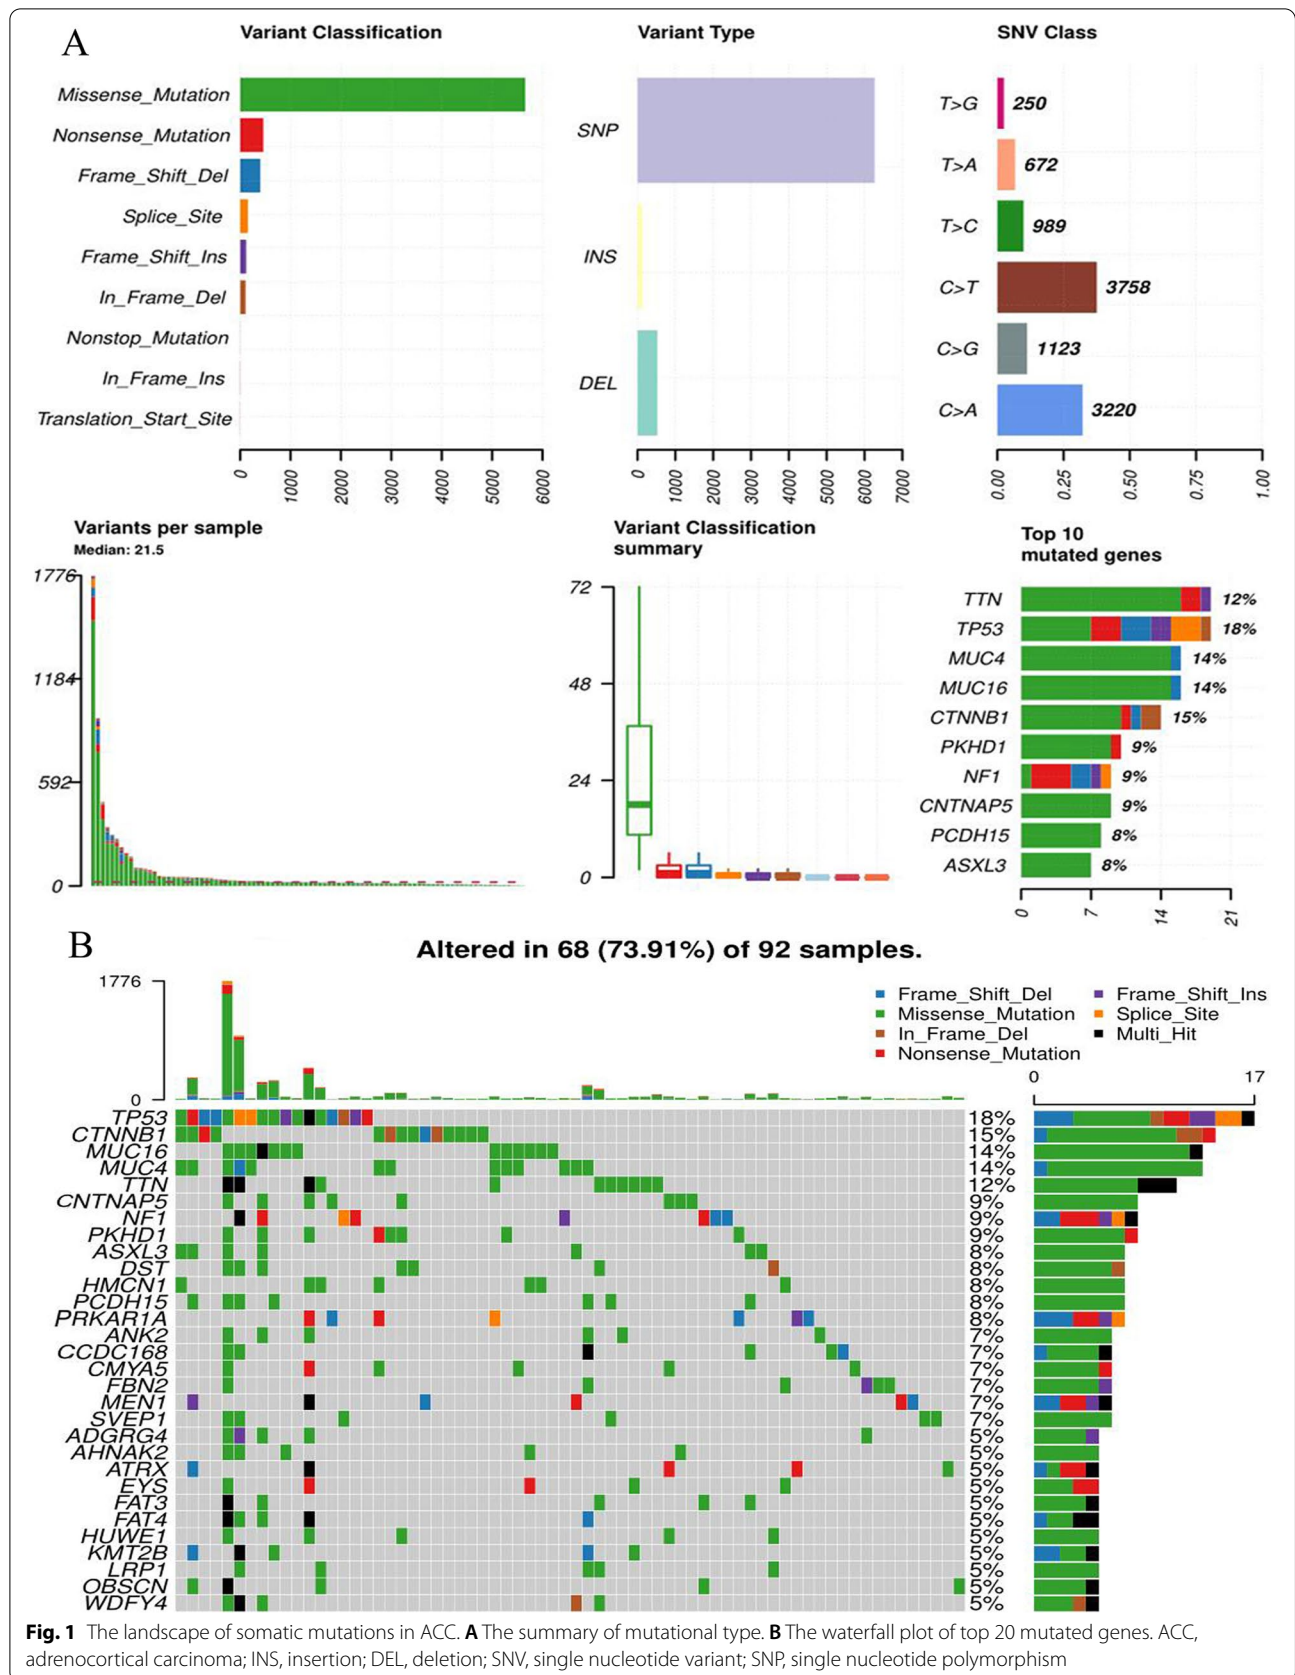 A
Variant Classification
Missense_Mutation
Nonsense_Mutation
Frame_Shift_Del
Splice_Site
Frame_Shift_Ins
In_Frame_Del
Nonstop_Mutation
In_Frame_Ins
Translation_Start_Site
0 1000 2000 3000 4000 5000 6000
Variant Type
SNP
INS
DEL
0 1000 2000 3000 4000 5000 6000 7000
SNV Class
T>G 250
T>A 672
T>C 989
C>T 3758
C>G 1123
C>A 3220
0.00 0.25 0.50 0.75 1.00
Variants per sample
Median: 21.5
1776
1184
592
0
Variant Classification
summary
72
48
24
0
Top 10
mutated genes
TTN 12%
TP53 18%
MUC4 14%
MUC16 14%
CTNNB1 15%
PKHD1 9%
NF1 9%
CNTNAP5 9%
PCDH15 8%
ASXL3 8%
0 7 14 21
B
Altered in 68 (73.91%) of 92 samples.
1776
0
Frame_Shift_Del
Missense_Mutation
In_Frame_Del
Nonsense_Mutation
Frame_Shift_Ins
Splice_Site
Multi_Hit
0 17
TP53 18%
CTNNB1 15%
MUC16 14%
MUC4 14%
TTN 12%
CNTNAP5 9%
NF1 9%
PKHD1 9%
ASXL3 8%
DST 8%
HMCN1 8%
PCDH15 8%
PRKAR1A 8%
ANK2 7%
CCDC168 7%
CMYA5 7%
FBN2 7%
MEN1 7%
SVEP1 7%
ADGRG4 5%
AHNAK2 5%
ATRX 5%
EYS 5%
FAT3 5%
FAT4 5%
HUWE1 5%
KMT2B 5%
LRP1 5%
OBSCN 5%
WDFY4 5%
Fig. 1 The landscape of somatic mutations in ACC. A The summary of mutational type. B The waterfall plot of top 20 mutated genes. ACC,
adrenocortical carcinoma; INS, insertion; DEL, deletion; SNV, single nucleotide variant; SNP, single nucleotide polymorphism